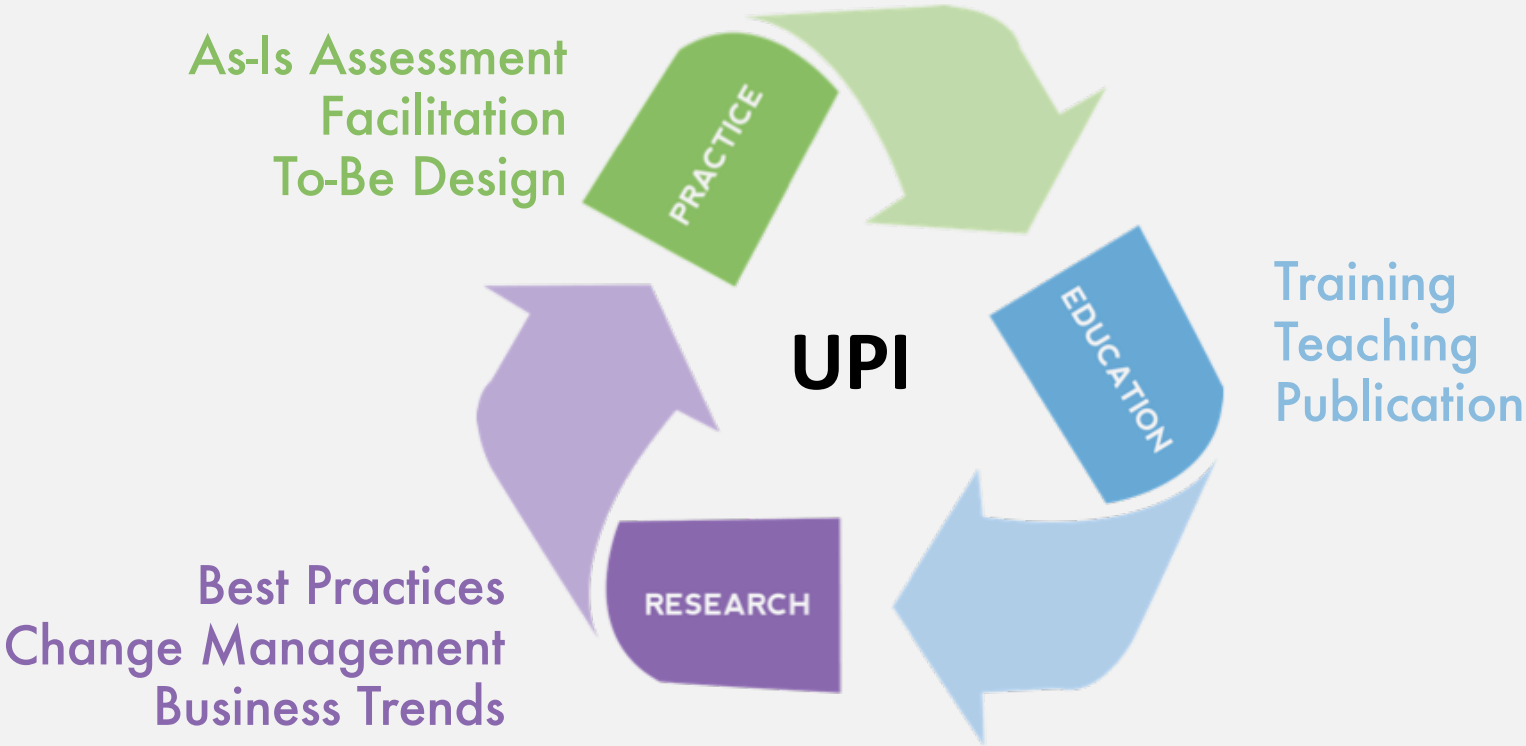 As-Is Assessment
Facilitation
To-Be Design
PRACTICE
UPI
EDUCATION
Training
Teaching
Publication
RESEARCH
Best Practices
Change Management
Business Trends